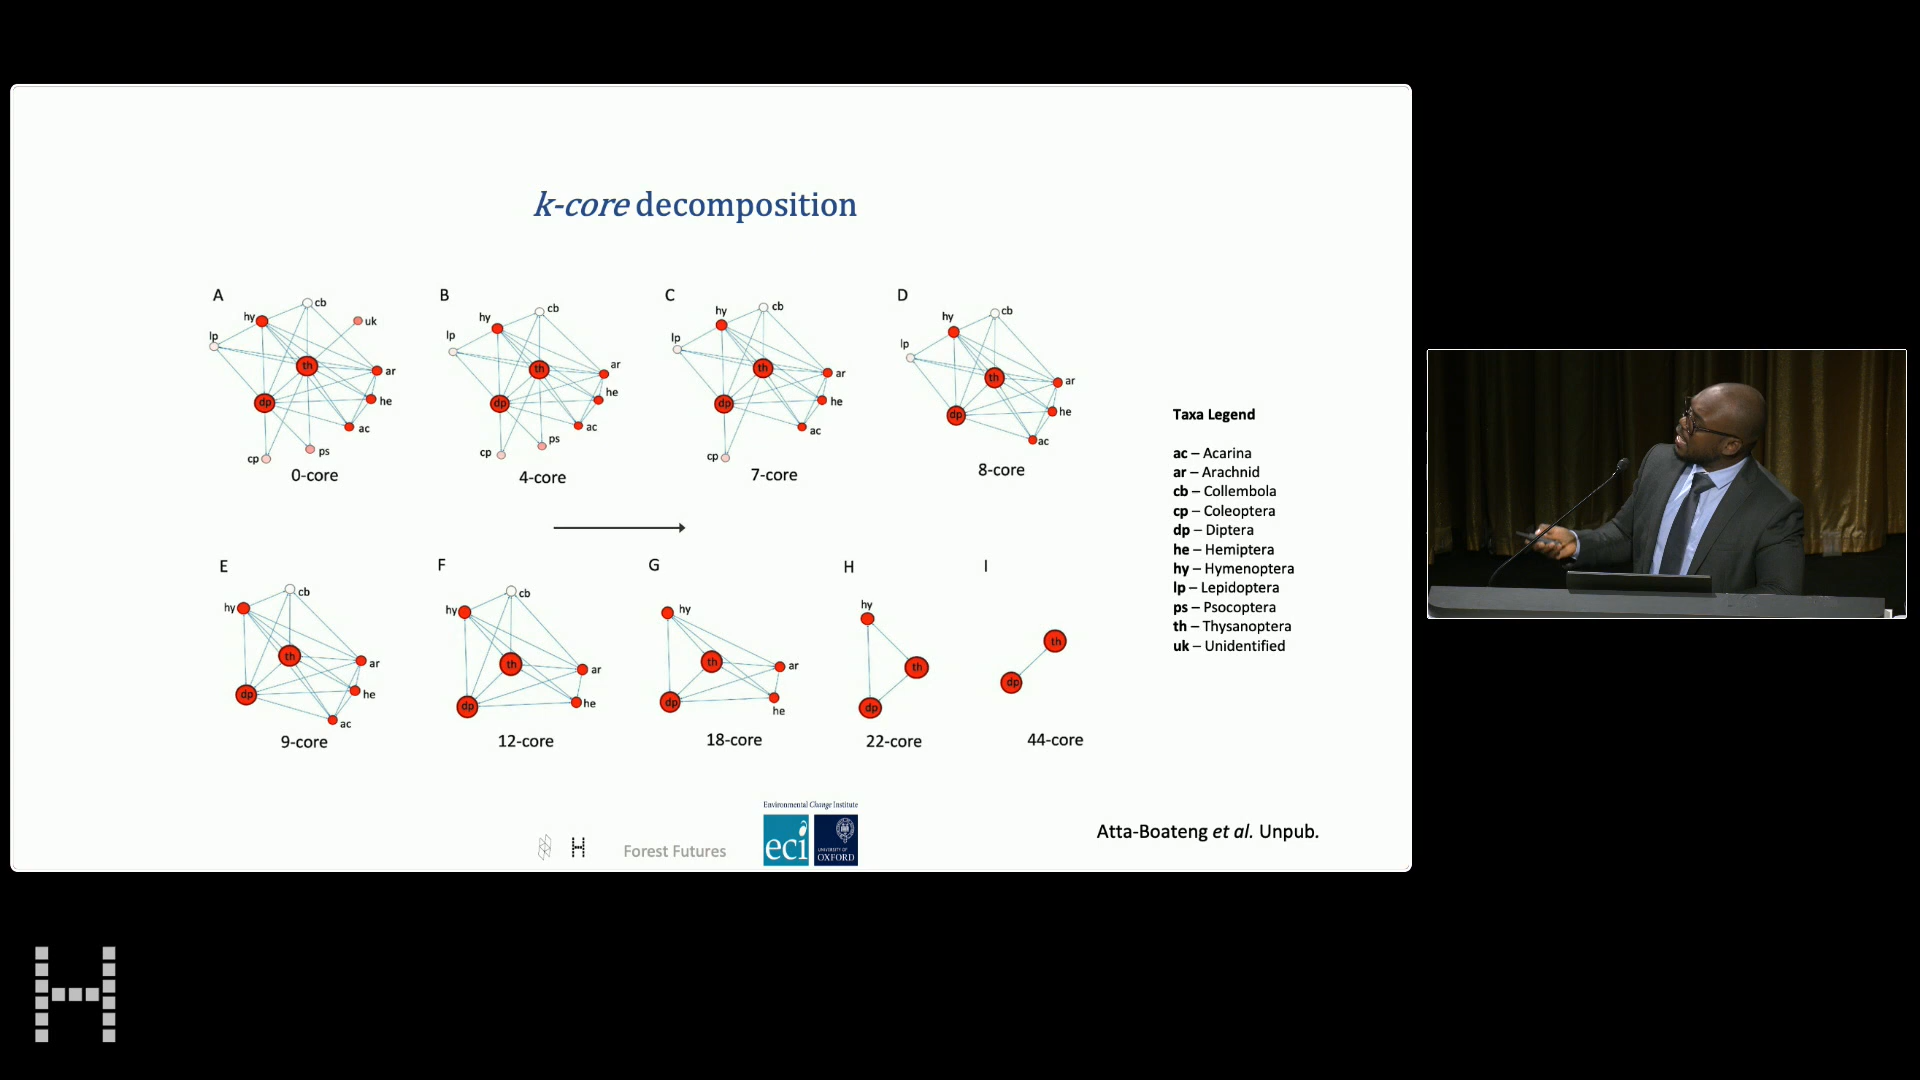 k-core decomposition
A
cb
hy
uk
lp
th
ar
dp
he
ac
ps
cp
0-core
B
cb
hy
lp
th
ar
dp
he
ac
ps
cp
4-core
C
cb
hy
lp
th
ar
dp
he
ac
cp
7-core
D
cb
hy
lp
th
ar
dp
he
ac
8-core
E
cb
hy
th
ar
dp
he
ac
9-core
F
cb
hy
th
ar
dp
he
12-core
G
hy
th
ar
dp
he
18-core
H
hy
th
dp
22-core
I
th
dp
44-core
Taxa Legend
ac – Acarina
ar – Arachnid
cb – Collembola
cp – Coleoptera
dp – Diptera
he – Hemiptera
hy – Hymenoptera
lp – Lepidoptera
ps – Psocoptera
th – Thysanoptera
uk – Unidentified
H
Forest Futures
Environmental Change Institute
eci
UNIVERSITY OF
OXFORD
Atta-Boateng et al. Unpub.
H